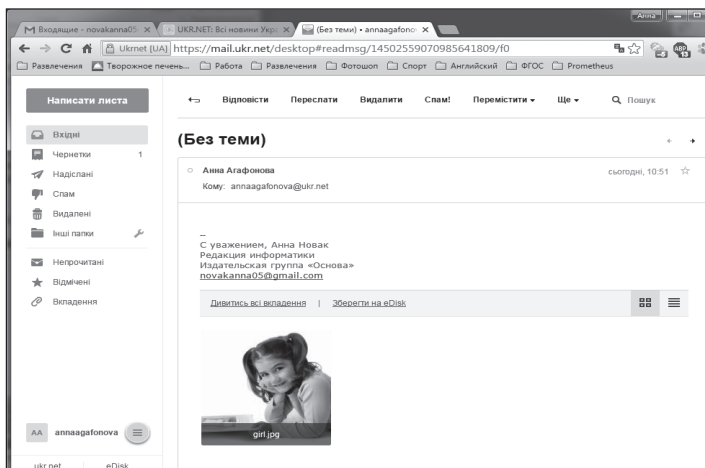 Анна
Входящие - novakanna05
UKR.NET: Всі новини Укра
(Без теми) • annaagafono
Ukrnet [UA] https://mail.ukr.net/desktop#readmsg/14502559070985641809/f0
ABP
Развлечения Творожное печень... Работа Развлечения Фотошоп Спорт Английский ФГОС Prometheus
Написати листа
Відповісти Переслати Видалити Спам! Перемістити Ще Пошук
Вхідні
Чернетки 1
Надіслані
Спам
Видалені
Інші папки
Непрочитані
Відмічені
Вкладення
(Без теми)
Анна Агафонова
сьогодні, 10:51
Кому: annaagafonova@ukr.net
--
С уважением, Анна Новак
Редакция информатики
Издательская группа «Основа»
novakanna05@gmail.com
Дивитись всі вкладення | Зберегти на eDisk
girl.jpg
AA annaagafonova
ukr.net eDisk